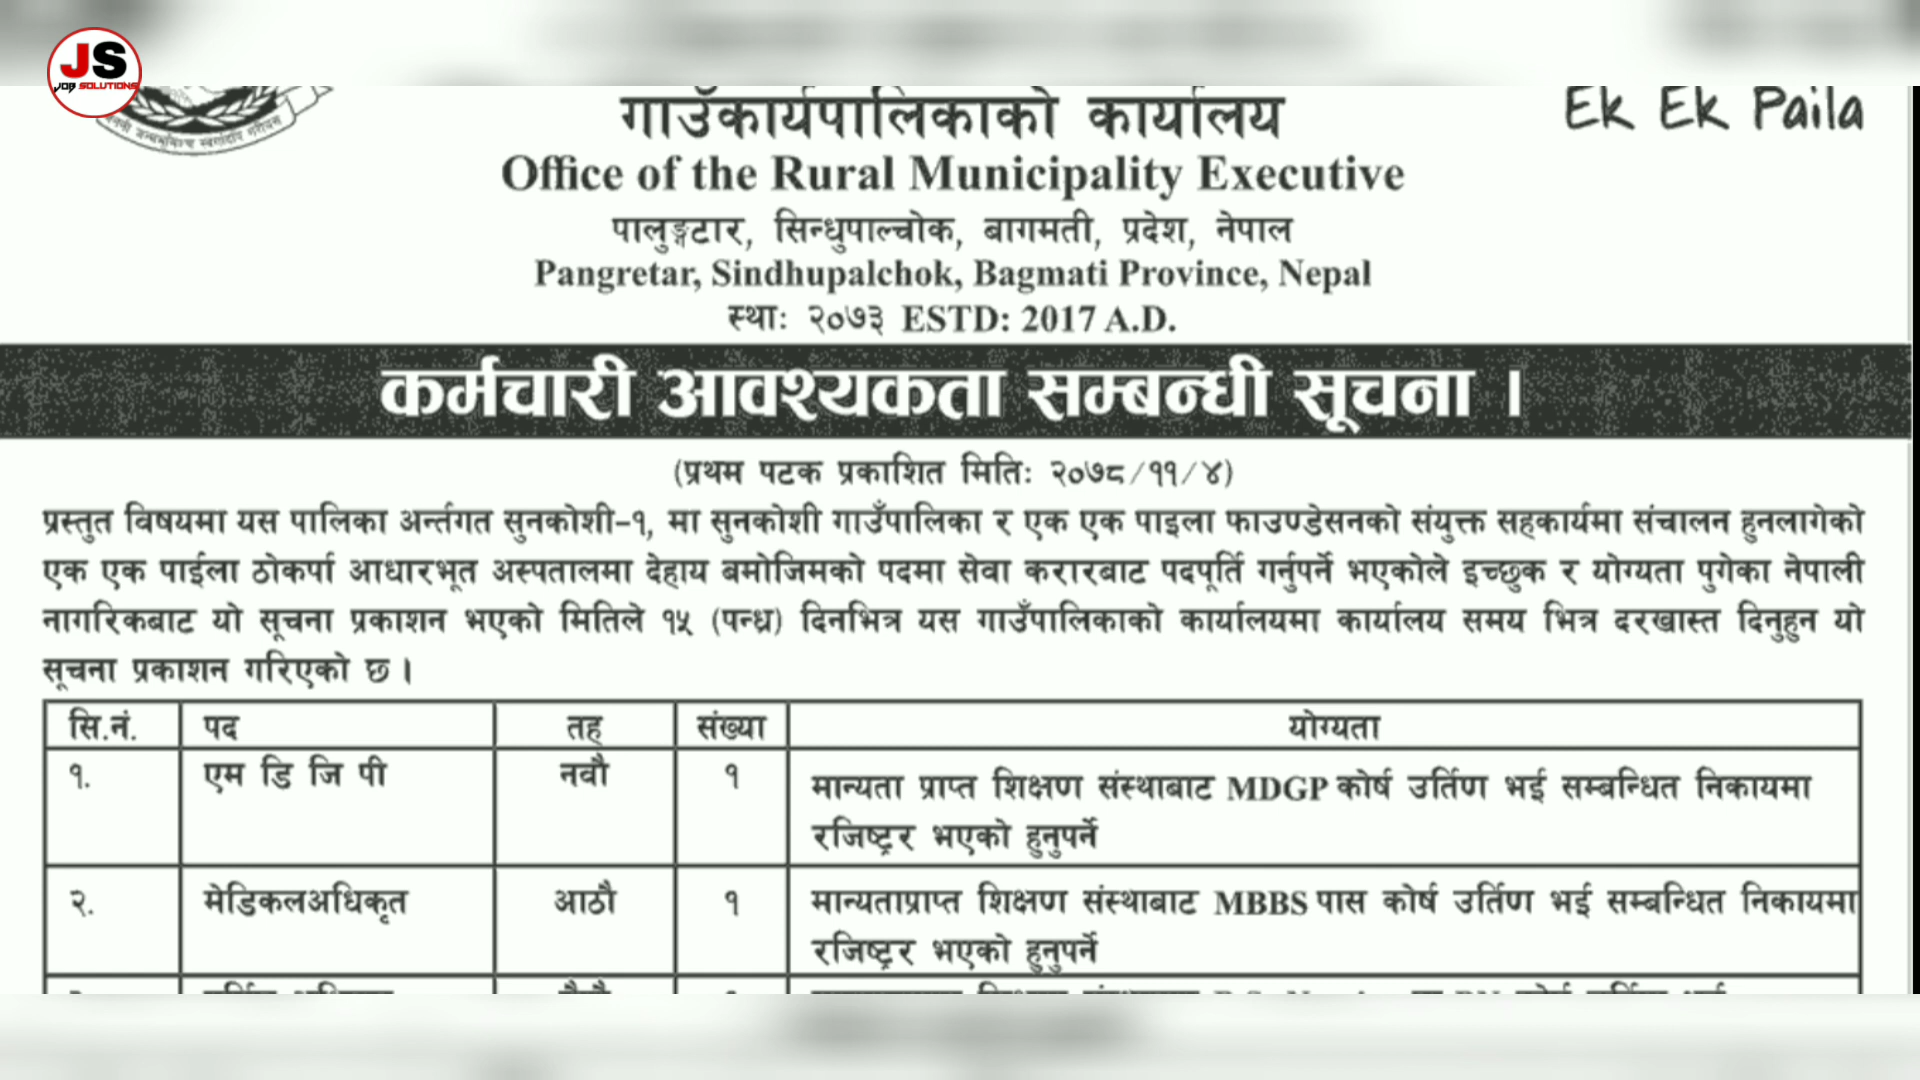 JS
JOB SOLUTIONS
गाउँकार्यपालिकाको कार्यालय
Ek Ek Paila
Office of the Rural Municipality Executive
पालुङ्गटार, सिन्धुपाल्चोक, बागमती, प्रदेश, नेपाल
Pangretar, Sindhupalchok, Bagmati Province, Nepal
स्था: २०७३ ESTD: 2017 A.D.
कर्मचारी आवश्यकता सम्बन्धी सूचना ।
(प्रथम पटक प्रकाशित मिति: २०७८/११/४)
प्रस्तुत विषयमा यस पालिका अर्न्तगत सुनकोशी-१, मा सुनकोशी गाउँपालिका र एक एक पाइला फाउण्डेसनको संयुक्त सहकार्यमा संचालन हुनलागेको
एक एक पाईला ठोकर्पा आधारभूत अस्पतालमा देहाय बमोजिमको पदमा सेवा करारबाट पदपूर्ति गर्नुपर्ने भएकोले इच्छुक र योग्यता पुगेका नेपाली
नागरिकबाट यो सूचना प्रकाशन भएको मितिले १५ (पन्ध्र) दिनभित्र यस गाउँपालिकाको कार्यालयमा कार्यालय समय भित्र दरखास्त दिनुहुन यो
सूचना प्रकाशन गरिएको छ ।
सि.नं. पद तह संख्या योग्यता
१. एम डि जि पी नवौ १ मान्यता प्राप्त शिक्षण संस्थाबाट MDGP कोर्ष उर्तिण भई सम्बन्धित निकायमा
रजिष्ट्रर भएको हुनुपर्ने
२. मेडिकलअधिकृत आठौ १ मान्यताप्राप्त शिक्षण संस्थाबाट MBBS पास कोर्ष उर्तिण भई सम्बन्धित निकायमा
रजिष्ट्रर भएको हुनुपर्ने